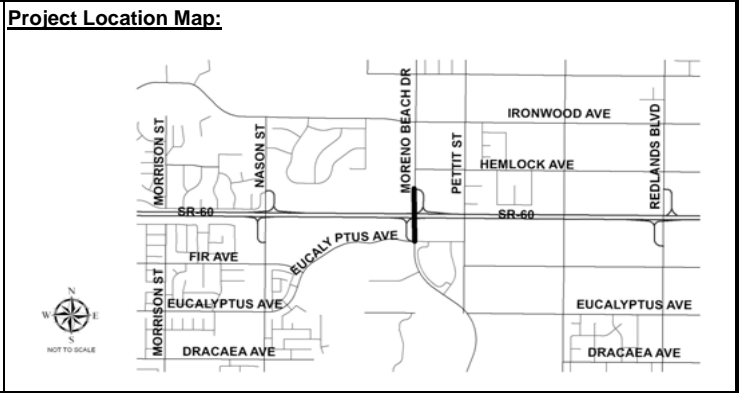 Project Location Map:
MORENO BEACH DR
IRONWOOD AVE
MORRISON ST
NASON ST
PETTIT ST
REDLANDS BLVD
HEMLOCK AVE
SR-60
SR-60
EUCALYPTUS AVE
FIR AVE
MORRISON ST
EUCALYPTUS AVE
EUCALYPTUS AVE
DRACAEA AVE
DRACAEA AVE
N
W E
S
NOT TO SCALE